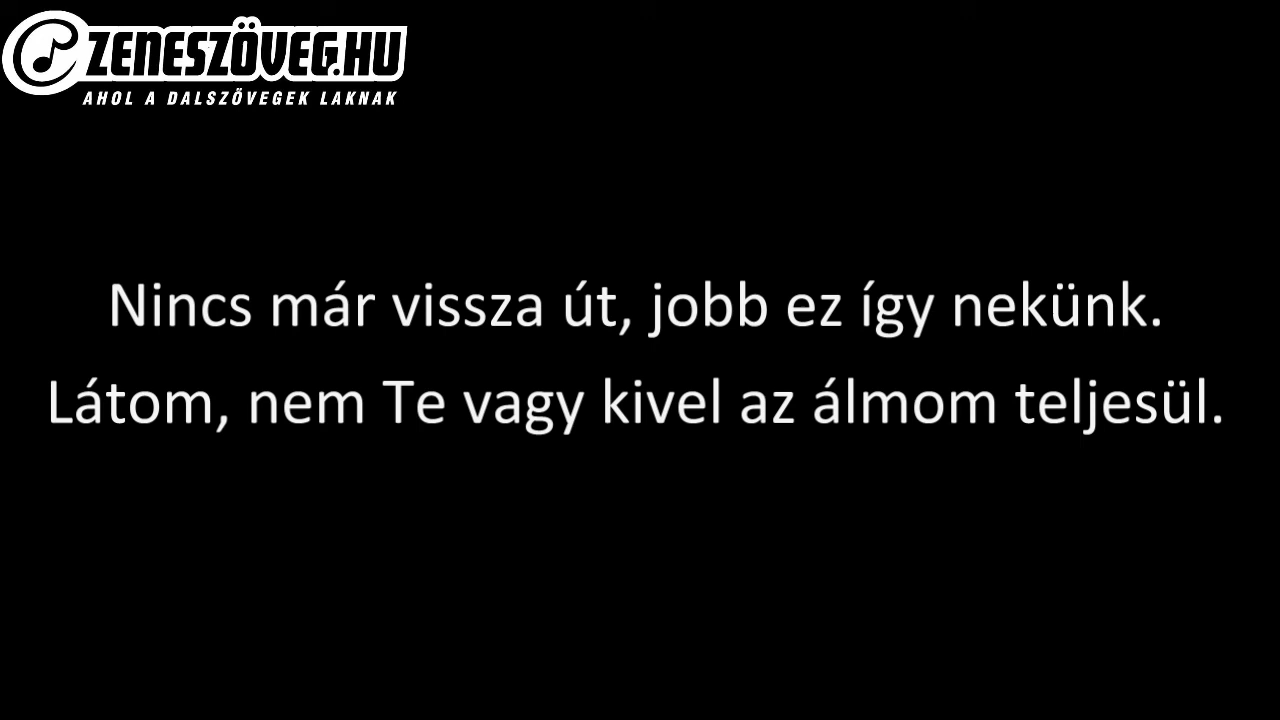 ZENESZÖVEG.HU
AHOL A DALSZÖVEGEK LAKNAK
Nincs már vissza út, jobb ez így nekünk.
Látom, nem Te vagy kivel az álmom teljesül.